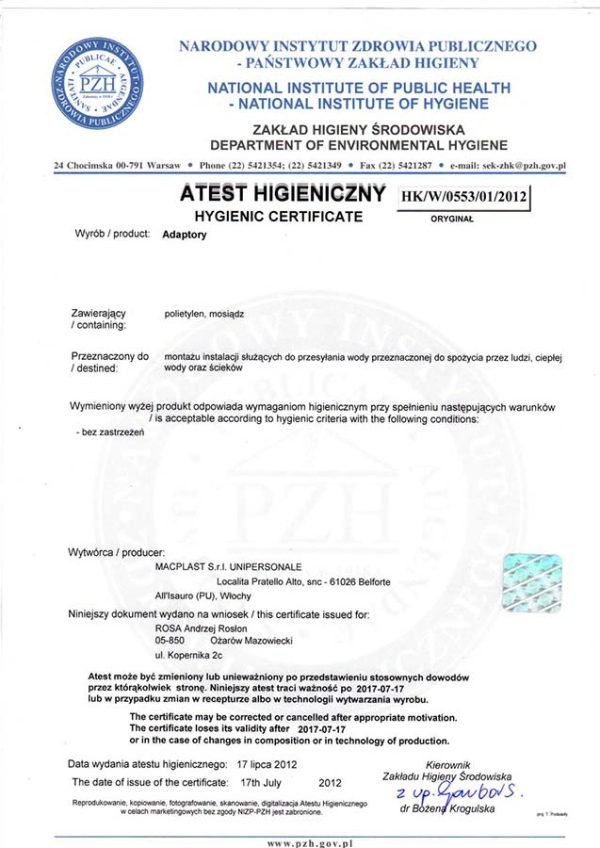 NARODOWY INSTYTUT ZDROWIA PUBLICZNEGO
- PAŃSTWOWY ZAKŁAD HIGIENY
NATIONAL INSTITUTE OF PUBLIC HEALTH
- NATIONAL INSTITUTE OF HYGIENE
ZAKŁAD HIGIENY ŚRODOWISKA
DEPARTMENT OF ENVIRONMENTAL HYGIENE
NARODOWY INSTYTUT ZDROWIA PUBLICZNEGO
SANITATI PUBLICAE AUGENDAE
PZH
24 Chocimska 00-791 Warsaw • Phone (22) 5421354; (22) 5421349 • Fax (22) 5421287 • e-mail: sek-zhk@pzh.gov.pl
ATEST HIGIENICZNY HK/W/0553/01/2012
HYGIENIC CERTIFICATE ORYGINAŁ
Wyrób / product: Adaptory
Zawierający polietylen, mosiądz
/ containing:
Przeznaczony do montażu instalacji służących do przesyłania wody przeznaczonej do spożycia przez ludzi, ciepłej
/ destined: wody oraz ścieków
Wymieniony wyżej produkt odpowiada wymaganiom higienicznym przy spełnieniu następujących warunków
/ is acceptable according to hygienic criteria with the following conditions:
- bez zastrzeżeń
Wytwórca / producer:
MACPLAST S.r.l. UNIPERSONALE
Localita Pratello Alto, snc - 61026 Belforte
All'Isauro (PU), Włochy
Niniejszy dokument wydano na wniosek / this certificate issued for:
ROSA Andrzej Rosłon
05-850 Ożarów Mazowiecki
ul. Kopernika 2c
Atest może być zmieniony lub unieważniony po przedstawieniu stosownych dowodów
przez którąkolwiek stronę. Niniejszy atest traci ważność po 2017-07-17
lub w przypadku zmian w recepturze albo w technologii wytwarzania wyrobu.
The certificate may be corrected or cancelled after appropriate motivation.
The certificate loses its validity after 2017-07-17
or in the case of changes in composition or in technology of production.
Data wydania atestu higienicznego: 17 lipca 2012
The date of issue of the certificate: 17th July 2012
Kierownik
Zakładu Higieny Środowiska
z up.
dr Bożena Krogulska
Reprodukowanie, kopiowanie, fotografowanie, skanowanie, digitalizacja Atestu Higienicznego
w celach marketingowych bez zgody NIZP-PZH jest zabronione.
www.pzh.gov.pl